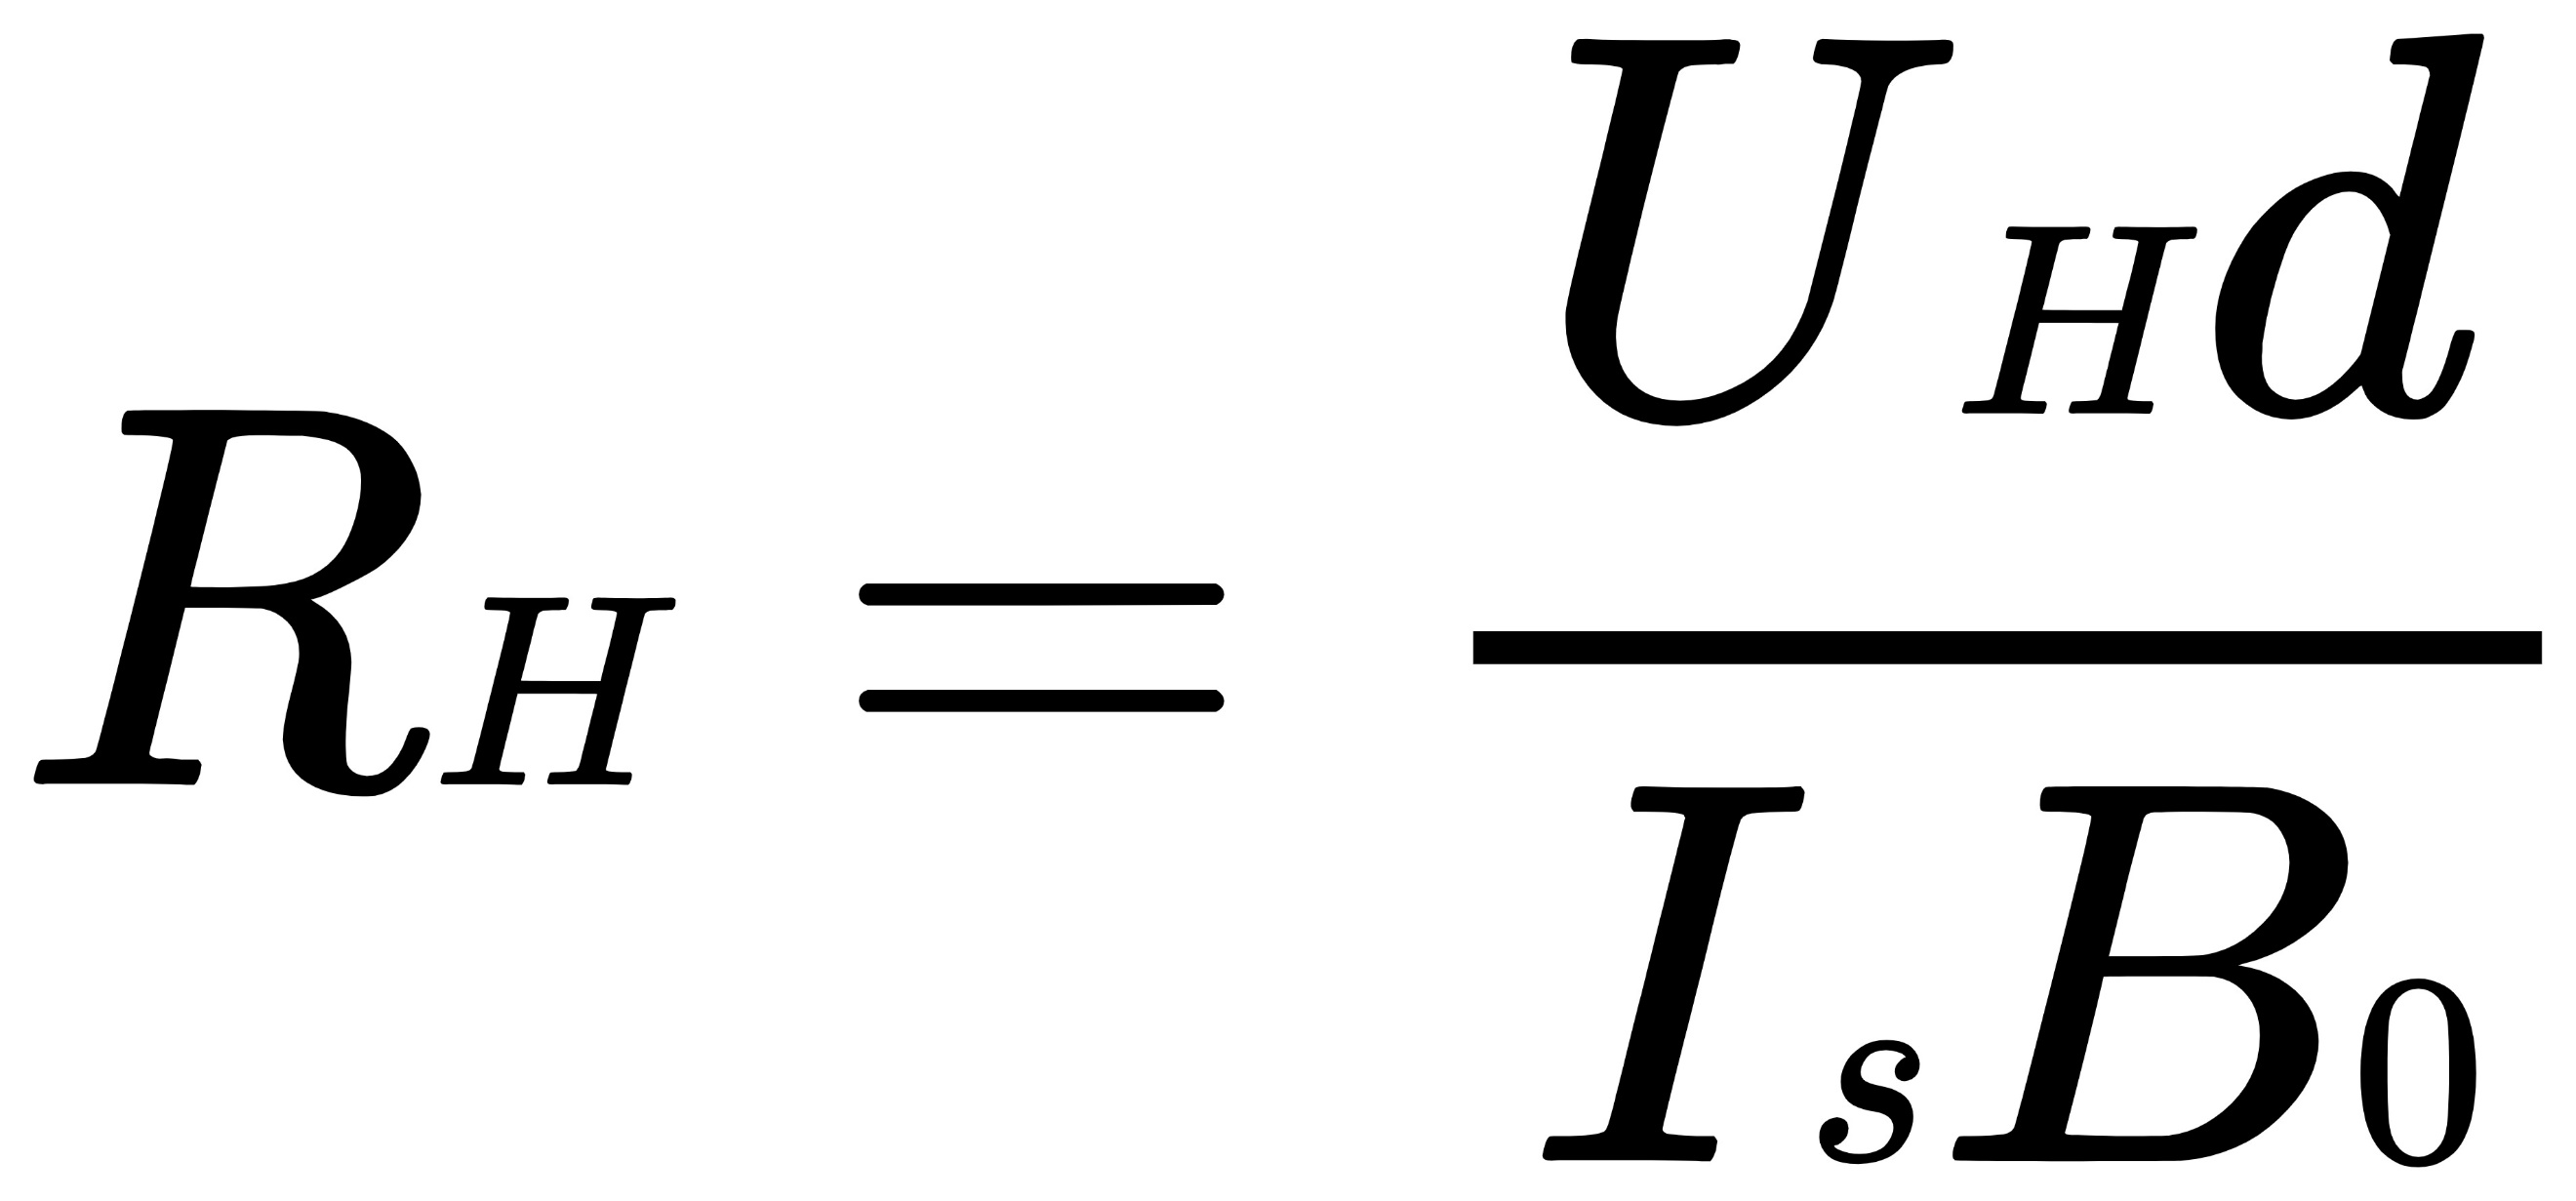 R_H = \frac{U_H d}{I_s B_0}